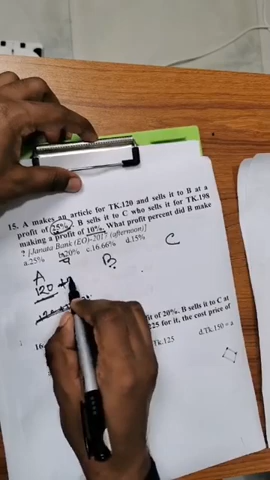 15. A makes an article for TK.120 and sells it to B at a
profit of 25%. B sells it to C who sells it for TK.198
making a profit of 10%. What profit percent did B make
? [Janata Bank (EO)-2017 (afternoon)]
a.25% b.20% c.16.66% d.15%
C
A B
120 +
16
of 20%. B sells it to C at
225 for it, the cost price of
Tk.125 d.Tk.150 = a